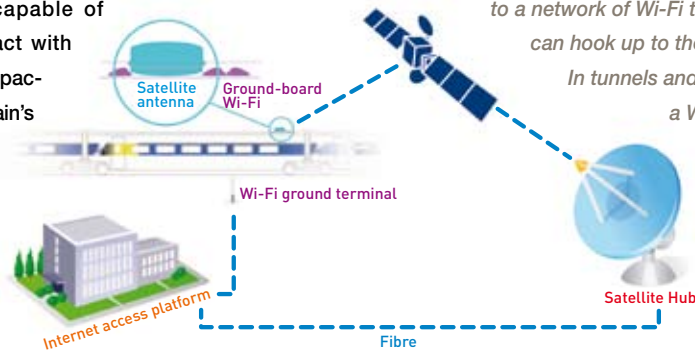 capable of
act with
pac-
ain's
to a network of Wi-Fi t
can hook up to the
In tunnels and
a W
Satellite
antenna
Ground-board
Wi-Fi
Wi-Fi ground terminal
Internet access platform
Satellite Hub
Fibre